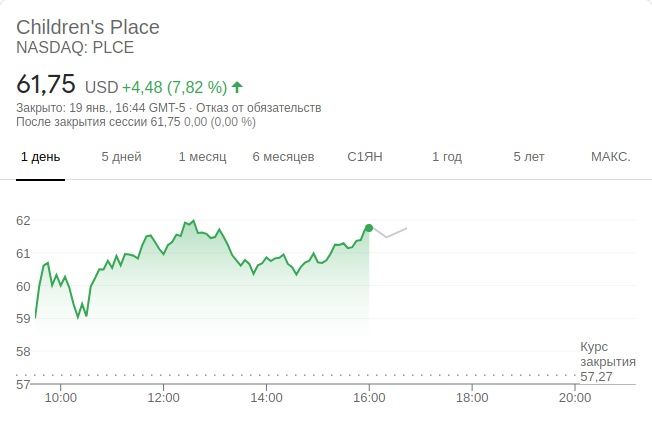 Children's Place
NASDAQ: PLCE
61,75 USD +4,48 (7,82 %)
Закрыто: 19 янв., 16:44 GMT-5 · Отказ от обязательств
После закрытия сессии 61,75 0,00 (0,00 %)
1 день 5 дней 1 месяц 6 месяцев С1ЯН 1 год 5 лет МАКС.
62
61
60
59
58
57
Курс
закрытия
57,27
10:00 12:00 14:00 16:00 18:00 20:00